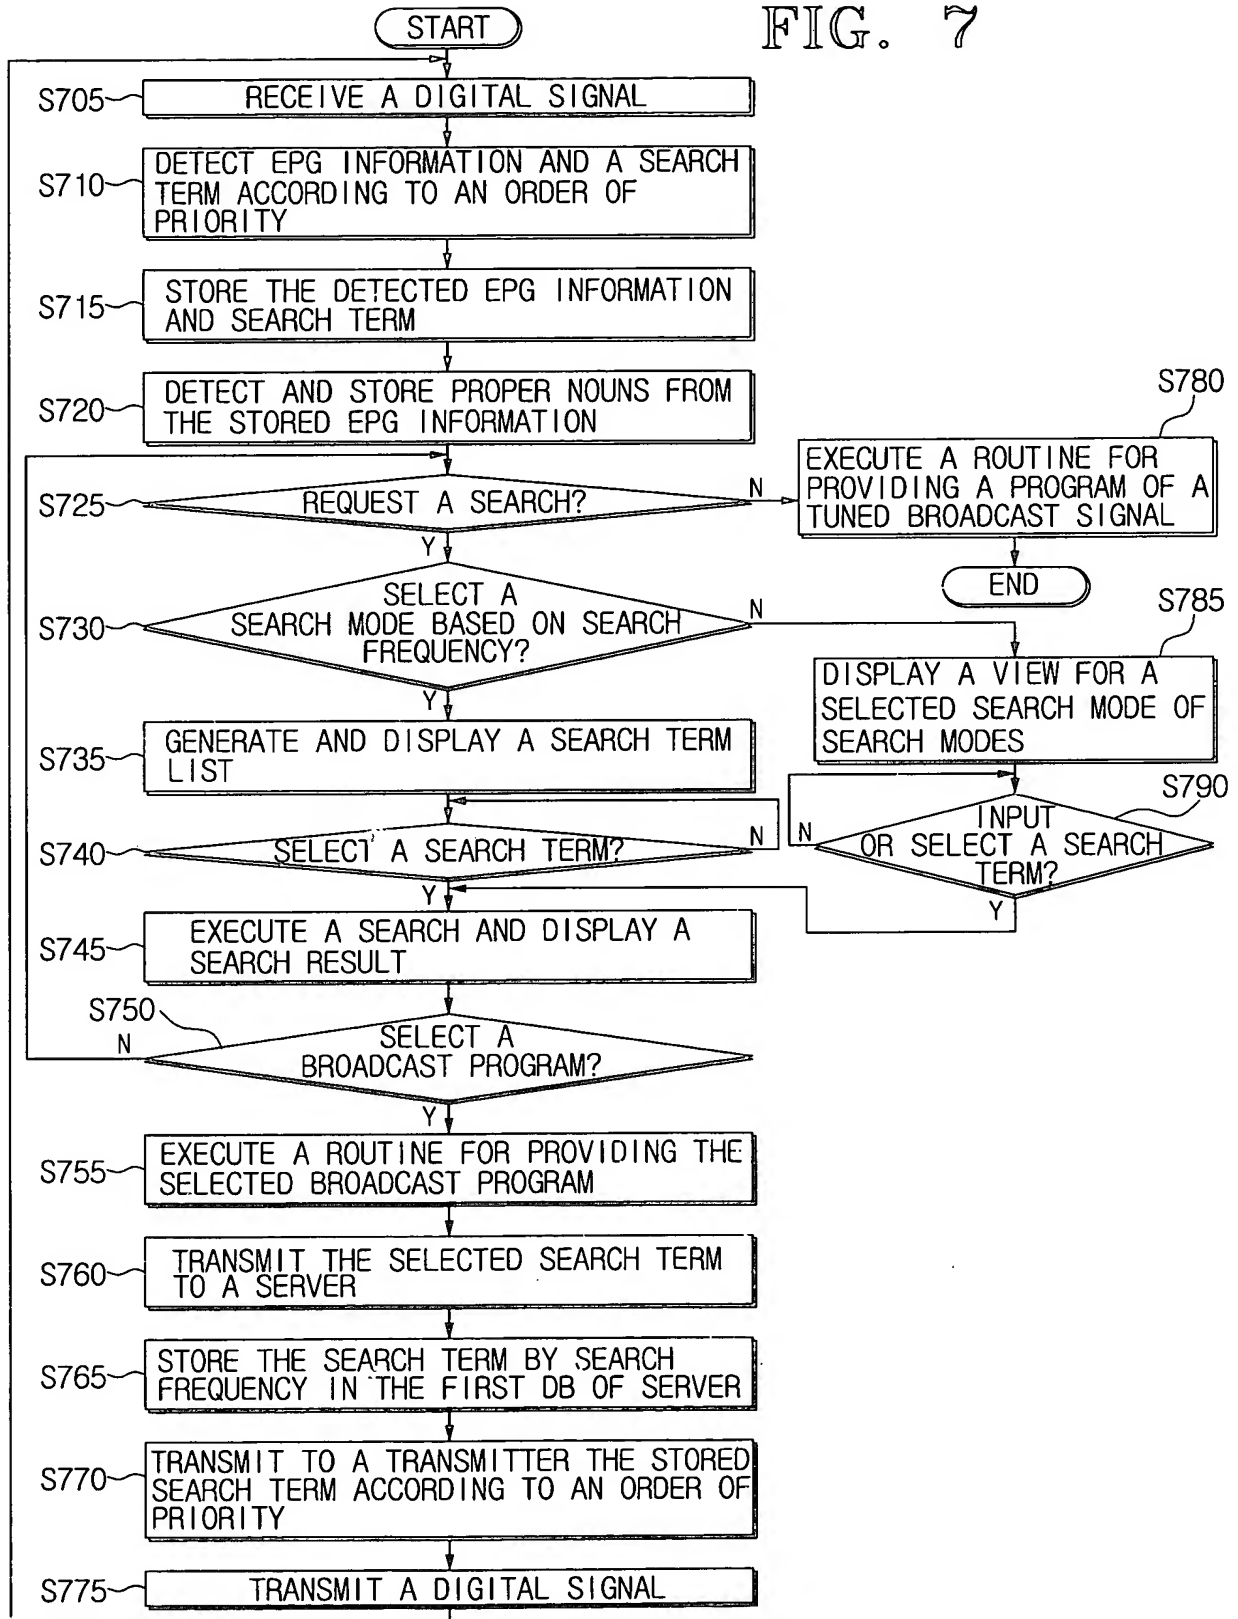 FIG. 7
START
S705
RECEIVE A DIGITAL SIGNAL
S710
DETECT EPG INFORMATION AND A SEARCH
TERM ACCORDING TO AN ORDER OF
PRIORITY
S715
STORE THE DETECTED EPG INFORMATION
AND SEARCH TERM
S720
DETECT AND STORE PROPER NOUNS FROM
THE STORED EPG INFORMATION
S725
REQUEST A SEARCH?
N
Y
S780
EXECUTE A ROUTINE FOR
PROVIDING A PROGRAM OF A
TUNED BROADCAST SIGNAL
END
S730
SELECT A
SEARCH MODE BASED ON SEARCH
FREQUENCY?
N
Y
S785
DISPLAY A VIEW FOR A
SELECTED SEARCH MODE OF
SEARCH MODES
S735
GENERATE AND DISPLAY A SEARCH TERM
LIST
S790
INPUT
OR SELECT A SEARCH
TERM?
N
Y
S740
SELECT A SEARCH TERM?
N
Y
S745
EXECUTE A SEARCH AND DISPLAY A
SEARCH RESULT
S750
SELECT A
BROADCAST PROGRAM?
N
Y
S755
EXECUTE A ROUTINE FOR PROVIDING THE
SELECTED BROADCAST PROGRAM
S760
TRANSMIT THE SELECTED SEARCH TERM
TO A SERVER
S765
STORE THE SEARCH TERM BY SEARCH
FREQUENCY IN THE FIRST DB OF SERVER
S770
TRANSMIT TO A TRANSMITTER THE STORED
SEARCH TERM ACCORDING TO AN ORDER OF
PRIORITY
S775
TRANSMIT A DIGITAL SIGNAL